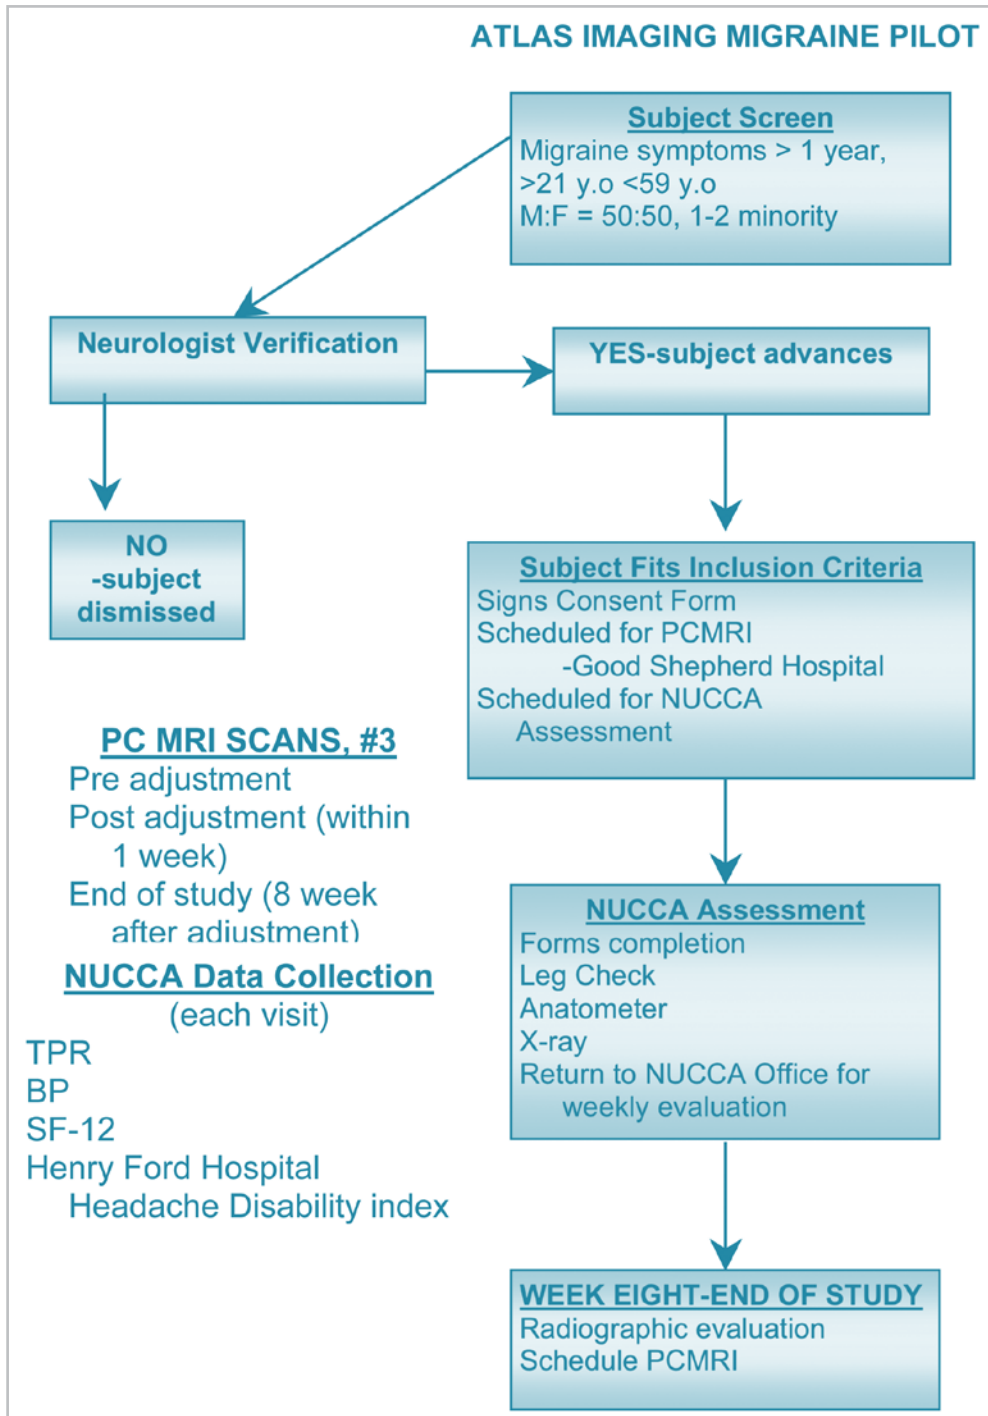 ATLAS IMAGING MIGRAINE PILOT
Subject Screen
Migraine symptoms > 1 year,
>21 y.o <59 y.o
M:F = 50:50, 1-2 minority
Neurologist Verification
YES-subject advances
NO
-subject
dismissed
Subject Fits Inclusion Criteria
Signs Consent Form
Scheduled for PCMRI
-Good Shepherd Hospital
Scheduled for NUCCA
Assessment
PC MRI SCANS, #3
Pre adjustment
Post adjustment (within
1 week)
End of study (8 week
after adjustment)
NUCCA Data Collection
(each visit)
TPR
BP
SF-12
Henry Ford Hospital
Headache Disability index
NUCCA Assessment
Forms completion
Leg Check
Anatometer
X-ray
Return to NUCCA Office for
weekly evaluation
WEEK EIGHT-END OF STUDY
Radiographic evaluation
Schedule PCMRI